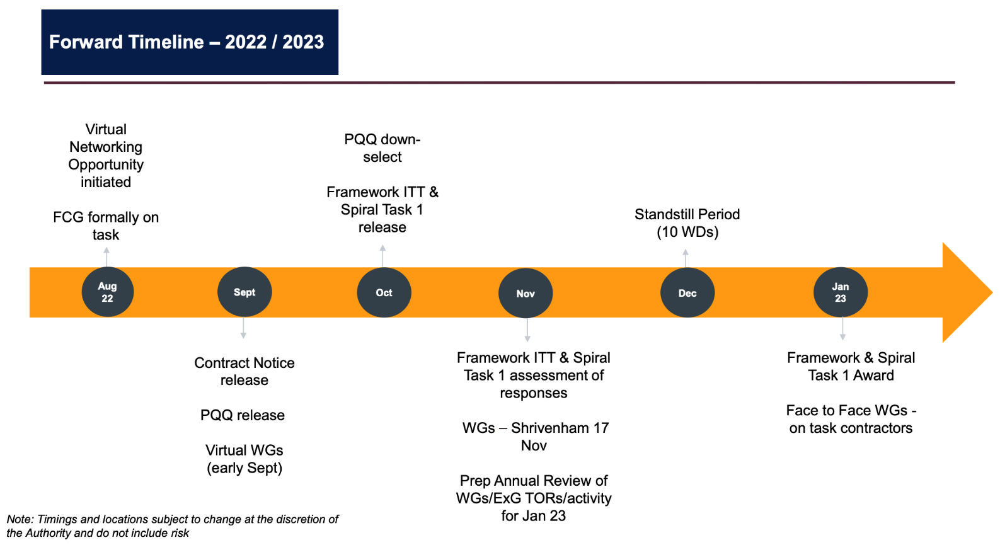 Forward Timeline – 2022 / 2023
Virtual
Networking
Opportunity
initiated
FCG formally on
task
PQQ down-
select
Framework ITT &
Spiral Task 1
release
Standstill Period
(10 WDs)
Aug
22
Sept
Oct
Nov
Dec
Jan
23
Contract Notice
release
PQQ release
Virtual WGs
(early Sept)
Framework ITT & Spiral
Task 1 assessment of
responses
WGs – Shrivenham 17
Nov
Prep Annual Review of
WGs/ExG TORs/activity
for Jan 23
Framework & Spiral
Task 1 Award
Face to Face WGs -
on task contractors
Note: Timings and locations subject to change at the discretion of
the Authority and do not include risk